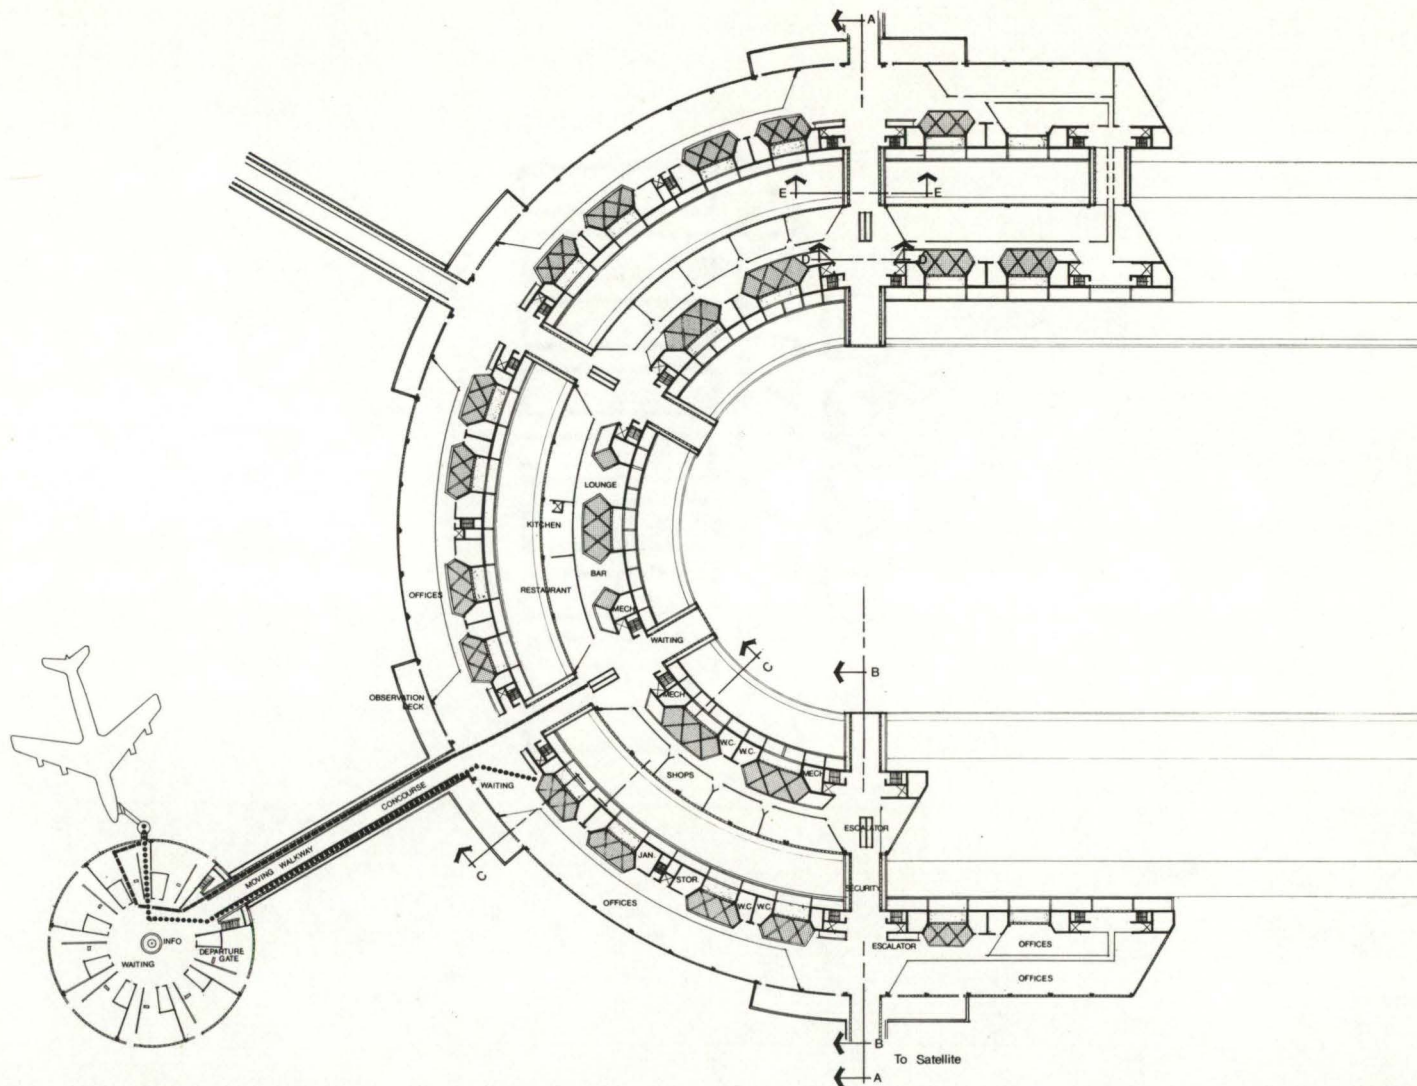 A
E
E
D
D
LOUNGE
KITCHEN
BAR
RESTAURANT
OFFICES
MECH
WAITING
C
B
OBSERVATION
DECK
MECH
W.C.
W.C.
MECH
SHOPS
WAITING
CONCOURSE
MOVING WALKWAY
ESCALATOR
C
JAN.
STOR.
SECURITY
OFFICES
W.C.
W.C.
INFO
DEPARTURE
GATE
WAITING
ESCALATOR
OFFICES
OFFICES
B
To Satellite
A